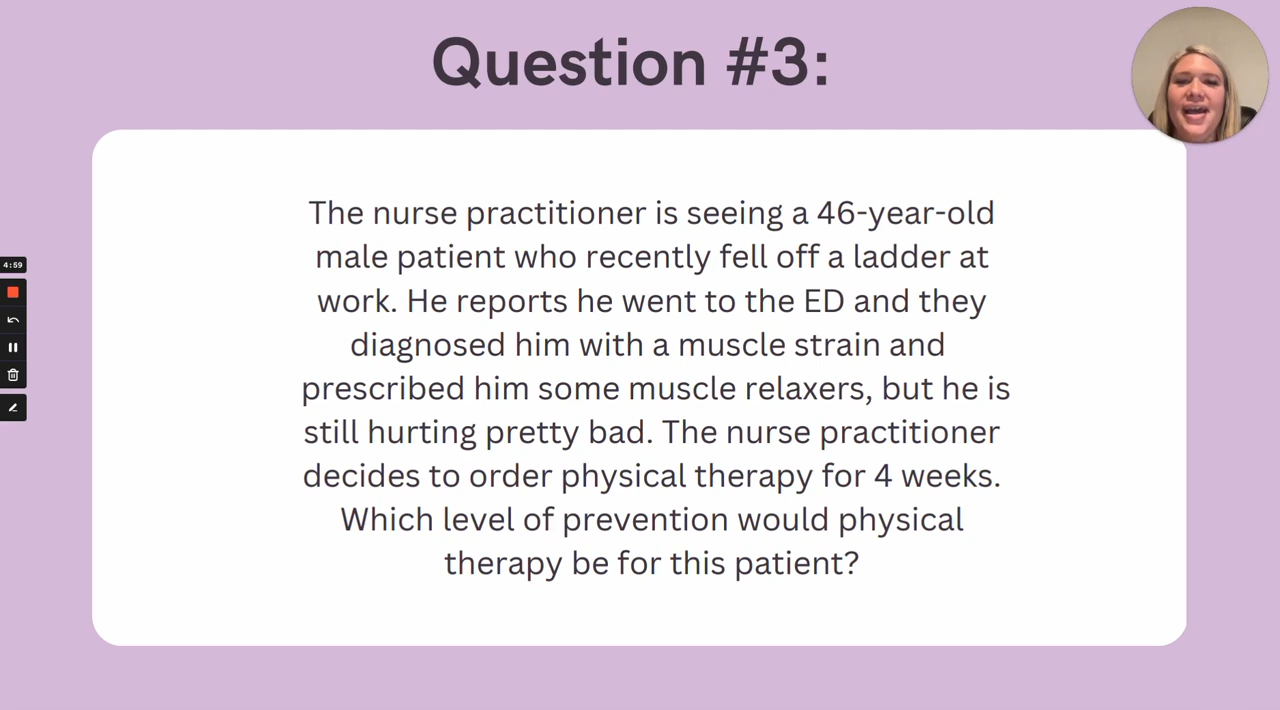 Question #3:
The nurse practitioner is seeing a 46-year-old
male patient who recently fell off a ladder at
work. He reports he went to the ED and they
diagnosed him with a muscle strain and
prescribed him some muscle relaxers, but he is
still hurting pretty bad. The nurse practitioner
decides to order physical therapy for 4 weeks.
Which level of prevention would physical
therapy be for this patient?
4:59